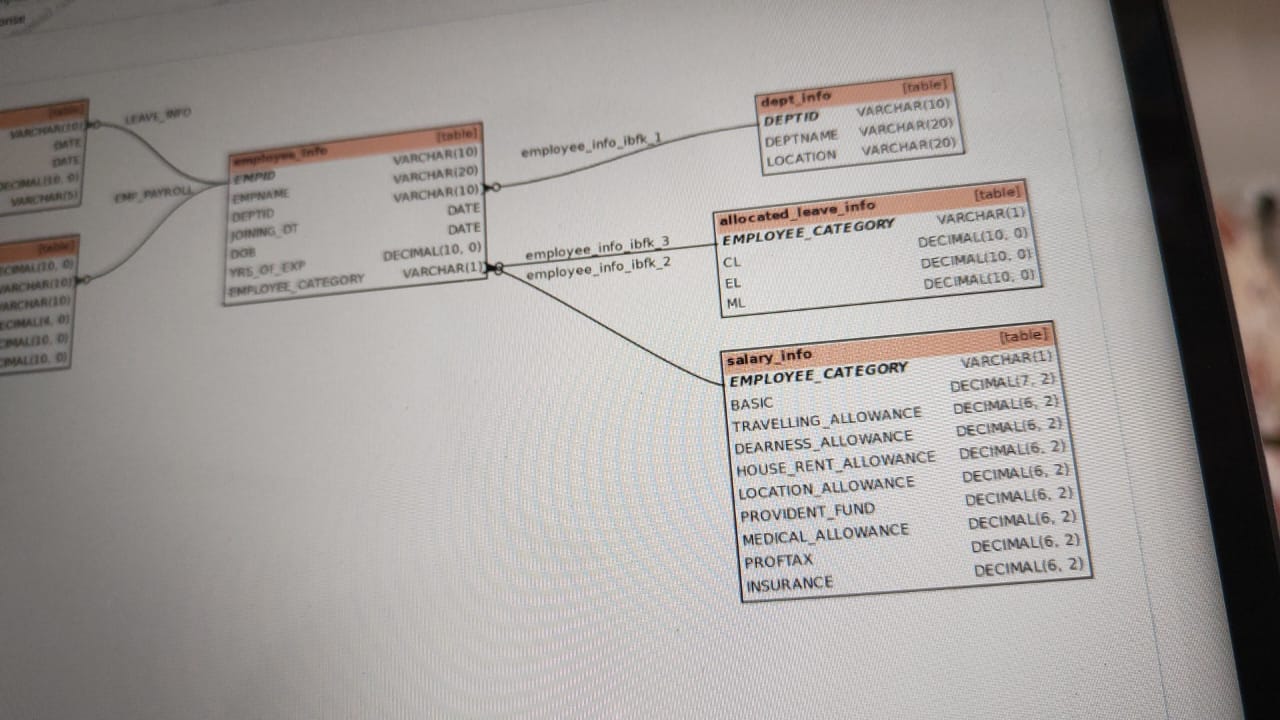 onse
[table]
VARCHAR(10)
DATE
DATE
DECIMAL(10, 0)
VARCHAR(5)
LEAVE_INFO
EMP_PAYROLL
[table]
ECIMAL(10, 0)
VARCHAR(10)
VARCHAR(10)
ECIMAL(4, 0)
CIMAL(10, 0)
CIMAL(10, 0)
employee_info [table]
EMPID VARCHAR(10)
EMPNAME VARCHAR(20)
DEPTID VARCHAR(10)
JOINING_DT DATE
DOB DATE
YRS_OF_EXP DECIMAL(10, 0)
EMPLOYEE_CATEGORY VARCHAR(1)
employee_info_ibfk_1
employee_info_ibfk_3
employee_info_ibfk_2
dept_info [table]
DEPTID VARCHAR(10)
DEPTNAME VARCHAR(20)
LOCATION VARCHAR(20)
allocated_leave_info [table]
EMPLOYEE_CATEGORY VARCHAR(1)
CL DECIMAL(10, 0)
EL DECIMAL(10, 0)
ML DECIMAL(10, 0)
salary_info [table]
EMPLOYEE_CATEGORY VARCHAR(1)
BASIC DECIMAL(7, 2)
TRAVELLING_ALLOWANCE DECIMAL(6, 2)
DEARNESS_ALLOWANCE DECIMAL(6, 2)
HOUSE_RENT_ALLOWANCE DECIMAL(6, 2)
LOCATION_ALLOWANCE DECIMAL(6, 2)
PROVIDENT_FUND DECIMAL(6, 2)
MEDICAL_ALLOWANCE DECIMAL(6, 2)
PROFTAX DECIMAL(6, 2)
INSURANCE DECIMAL(6, 2)